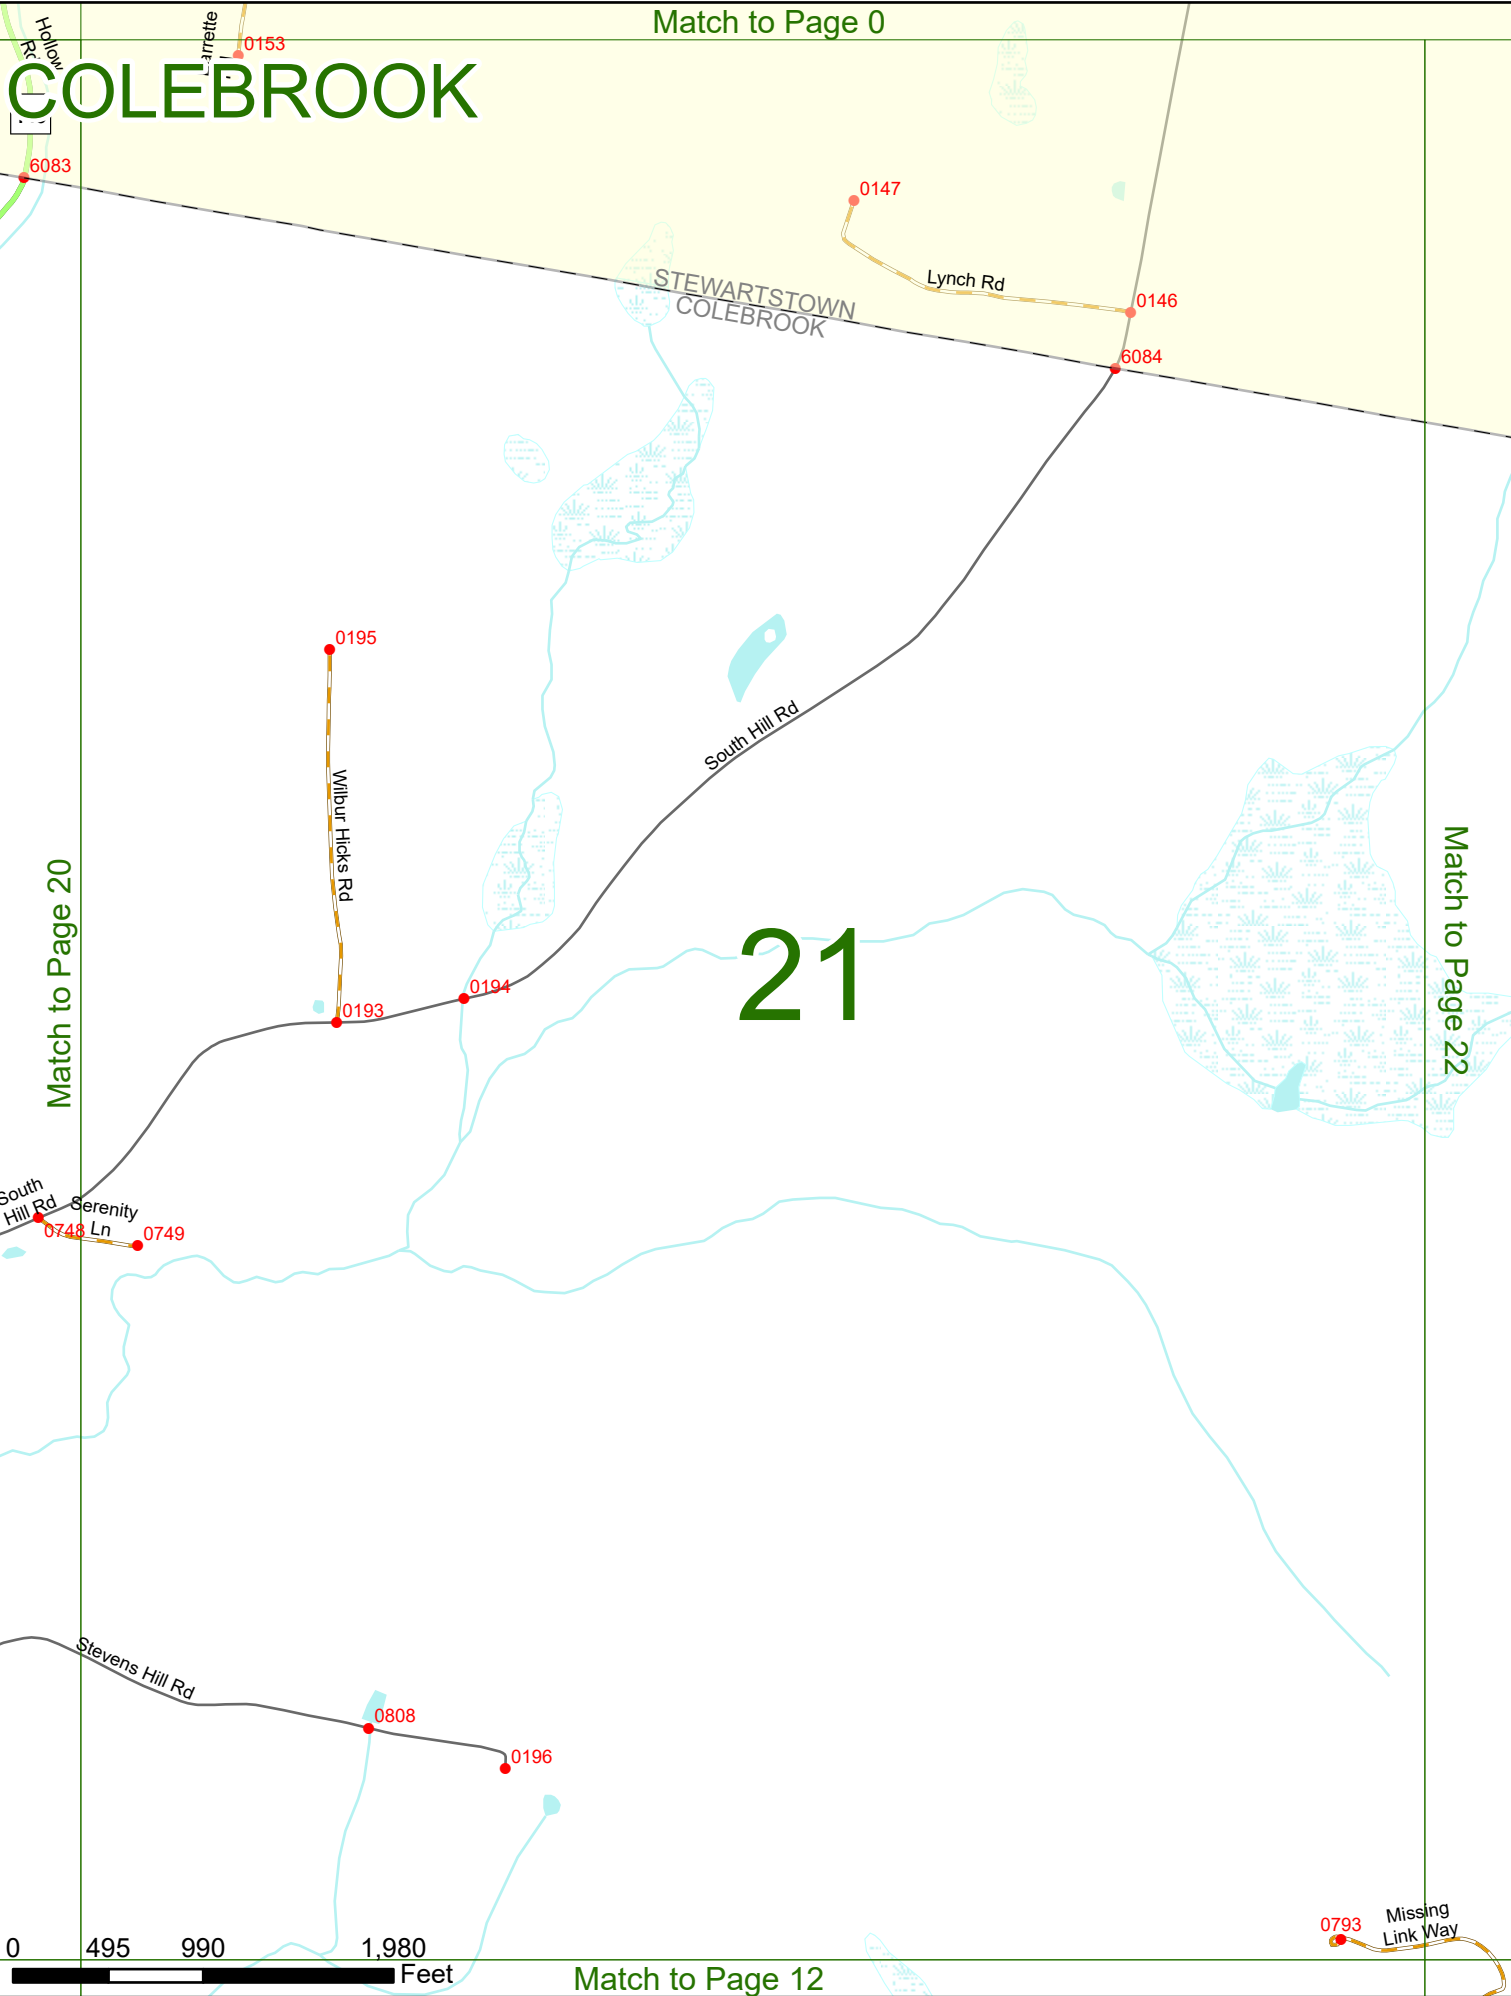 Match to Page 0
Hollow
0153
COLEBROOK
6083
0147
Lynch Rd
STEWARTSTOWN
COLEBROOK
0146
6084
0195
South Hill Rd
Wilbur Hicks Rd
Match to Page 20
21
Match to Page 22
0194
0193
South
Hill Rd
Serenity
Ln
0748
0749
Stevens Hill Rd
0808
0196
Missing
Link Way
0793
0 495 990 1,980
Feet
Match to Page 12